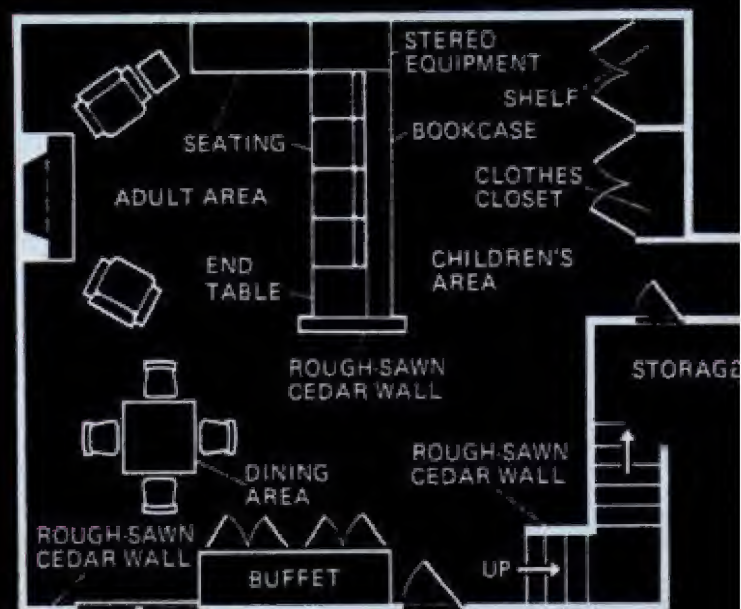 STEREO
EQUIPMENT
SHELF
SEATING
BOOKCASE
ADULT AREA
CLOTHES
CLOSET
END
TABLE
CHILDREN'S
AREA
ROUGH-SAWN
CEDAR WALL
STORAGE
DINING
AREA
ROUGH-SAWN
CEDAR WALL
ROUGH-SAWN
CEDAR WALL
BUFFET
UP